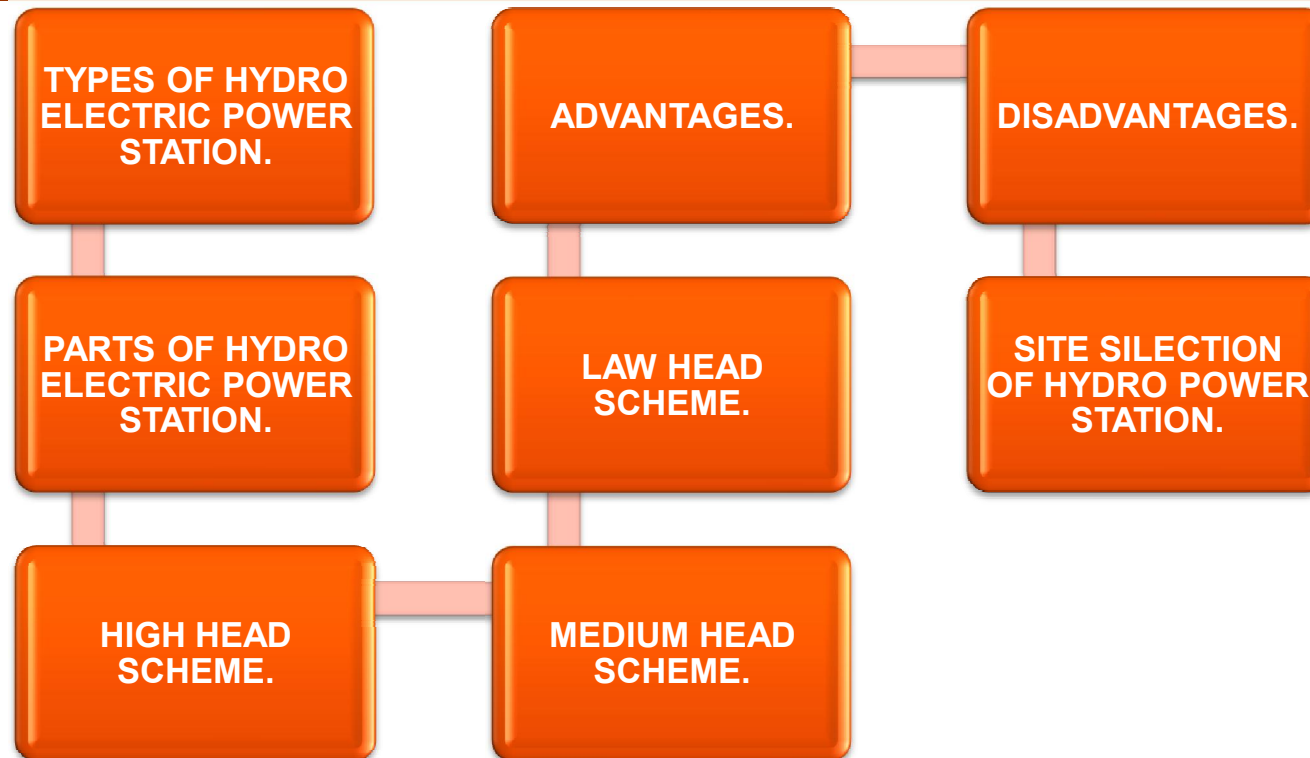 TYPES OF HYDRO
ELECTRIC POWER
STATION.
PARTS OF HYDRO
ELECTRIC POWER
STATION.
HIGH HEAD
SCHEME.
MEDIUM HEAD
SCHEME.
LAW HEAD
SCHEME.
ADVANTAGES.
DISADVANTAGES.
SITE SILECTION
OF HYDRO POWER
STATION.